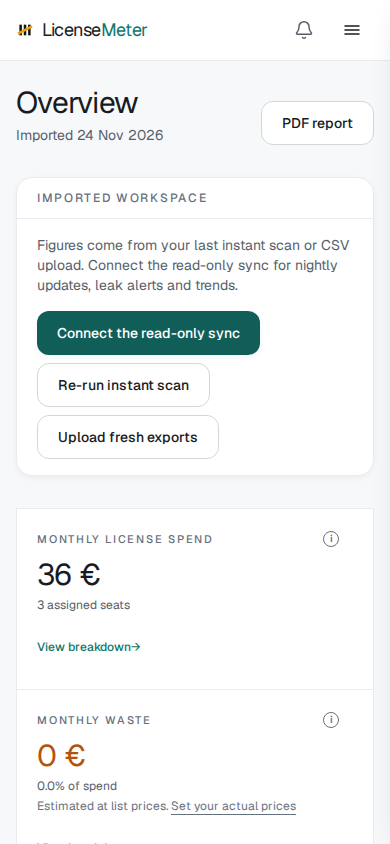 LicenseMeter
Overview
Imported 24 Nov 2026
PDF report
IMPORTED WORKSPACE
Figures come from your last instant scan or CSV
upload. Connect the read-only sync for nightly
updates, leak alerts and trends.
Connect the read-only sync
Re-run instant scan
Upload fresh exports
MONTHLY LICENSE SPEND
36 €
3 assigned seats
View breakdown→
MONTHLY WASTE
0 €
0.0% of spend
Estimated at list prices. Set your actual prices